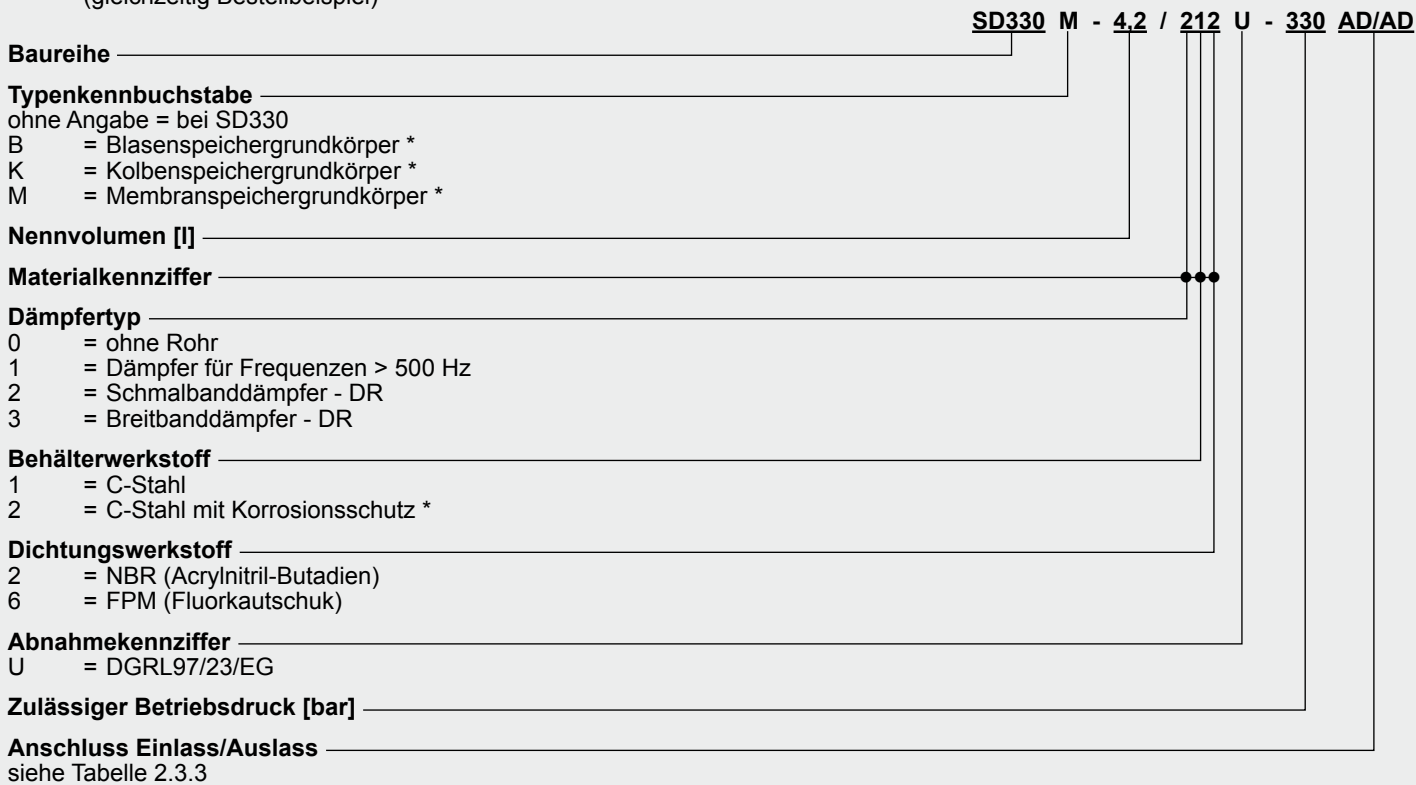 (gleichzeitig Bestellbeispiel)
SD330 M - 4,2 / 212 U - 330 AD/AD
Baureihe
Typenkennbuchstabe
ohne Angabe = bei SD330
B = Blasenspeichergrundkörper *
K = Kolbenspeichergrundkörper *
M = Membranspeichergrundkörper *
Nennvolumen [l]
Materialkennziffer
Dämpfertyp
0 = ohne Rohr
1 = Dämpfer für Frequenzen > 500 Hz
2 = Schmalbanddämpfer - DR
3 = Breitbanddämpfer - DR
Behälterwerkstoff
1 = C-Stahl
2 = C-Stahl mit Korrosionsschutz *
Dichtungswerkstoff
2 = NBR (Acrylnitril-Butadien)
6 = FPM (Fluorkautschuk)
Abnahmekennziffer
U = DGRL97/23/EG
Zulässiger Betriebsdruck [bar]
Anschluss Einlass/Auslass
siehe Tabelle 2.3.3